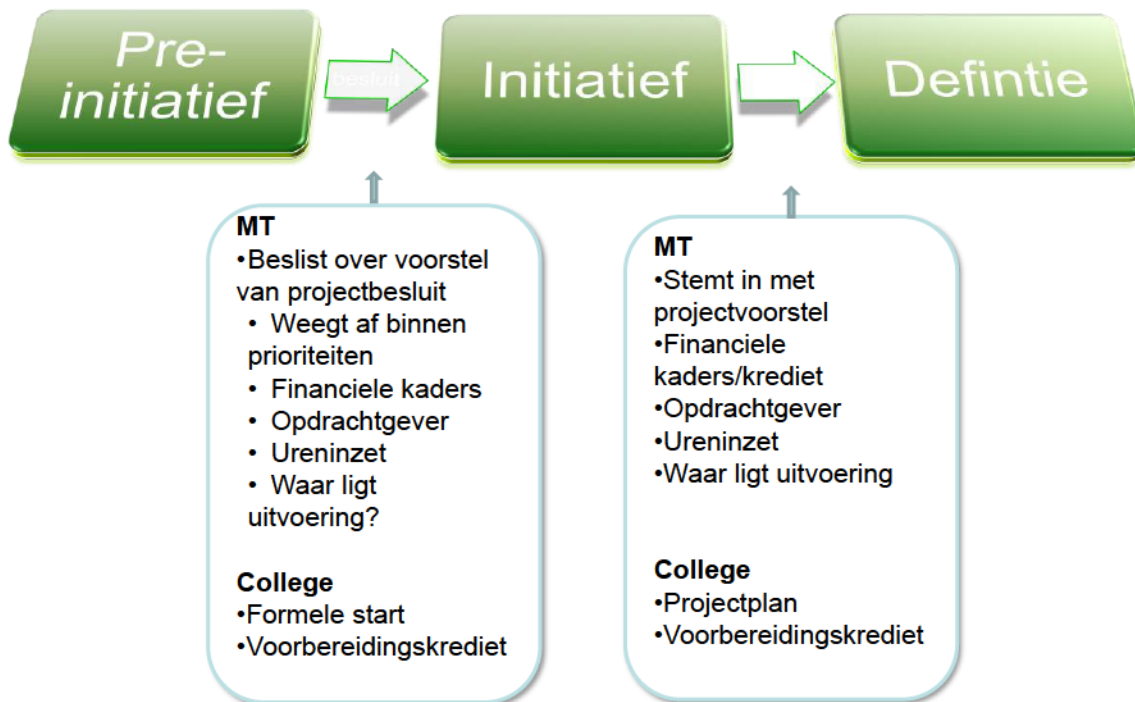 Pre-
initiatief
besluit
Initiatief
Defintie
MT
•Beslist over voorstel
van projectbesluit
• Weegt af binnen
prioriteiten
• Financiele kaders
• Opdrachtgever
• Ureninzet
• Waar ligt
uitvoering?
College
•Formele start
•Voorbereidingskrediet
MT
•Stemt in met
projectvoorstel
•Financiele
kaders/krediet
•Opdrachtgever
•Ureninzet
•Waar ligt uitvoering
College
•Projectplan
•Voorbereidingskrediet